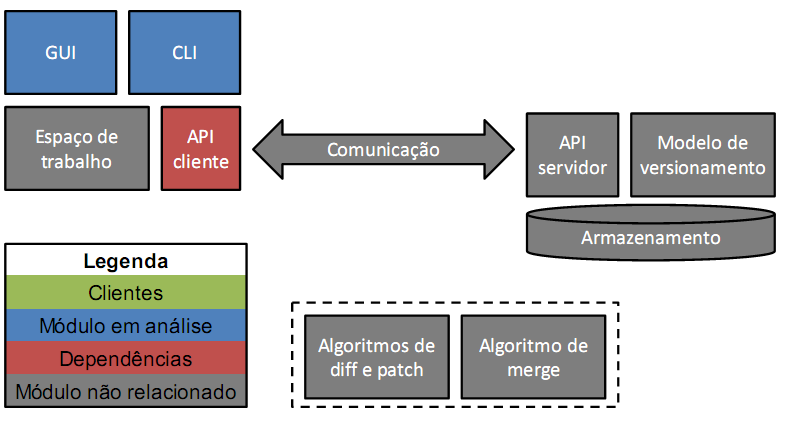 GUI
CLI
Espaço de
trabalho
API
cliente
Comunicação
API
servidor
Modelo de
versionamento
Armazenamento
Legenda
Clientes
Módulo em análise
Dependências
Módulo não relacionado
Algoritmos de
diff e patch
Algoritmo de
merge